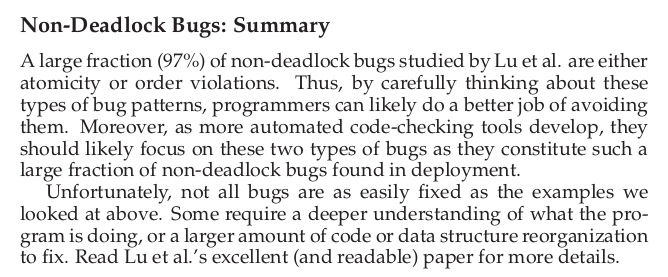 Non-Deadlock Bugs: Summary
A large fraction (97%) of non-deadlock bugs studied by Lu et al. are either
atomicity or order violations. Thus, by carefully thinking about these
types of bug patterns, programmers can likely do a better job of avoiding
them. Moreover, as more automated code-checking tools develop, they
should likely focus on these two types of bugs as they constitute such a
large fraction of non-deadlock bugs found in deployment.
Unfortunately, not all bugs are as easily fixed as the examples we
looked at above. Some require a deeper understanding of what the pro-
gram is doing, or a larger amount of code or data structure reorganization
to fix. Read Lu et al.'s excellent (and readable) paper for more details.